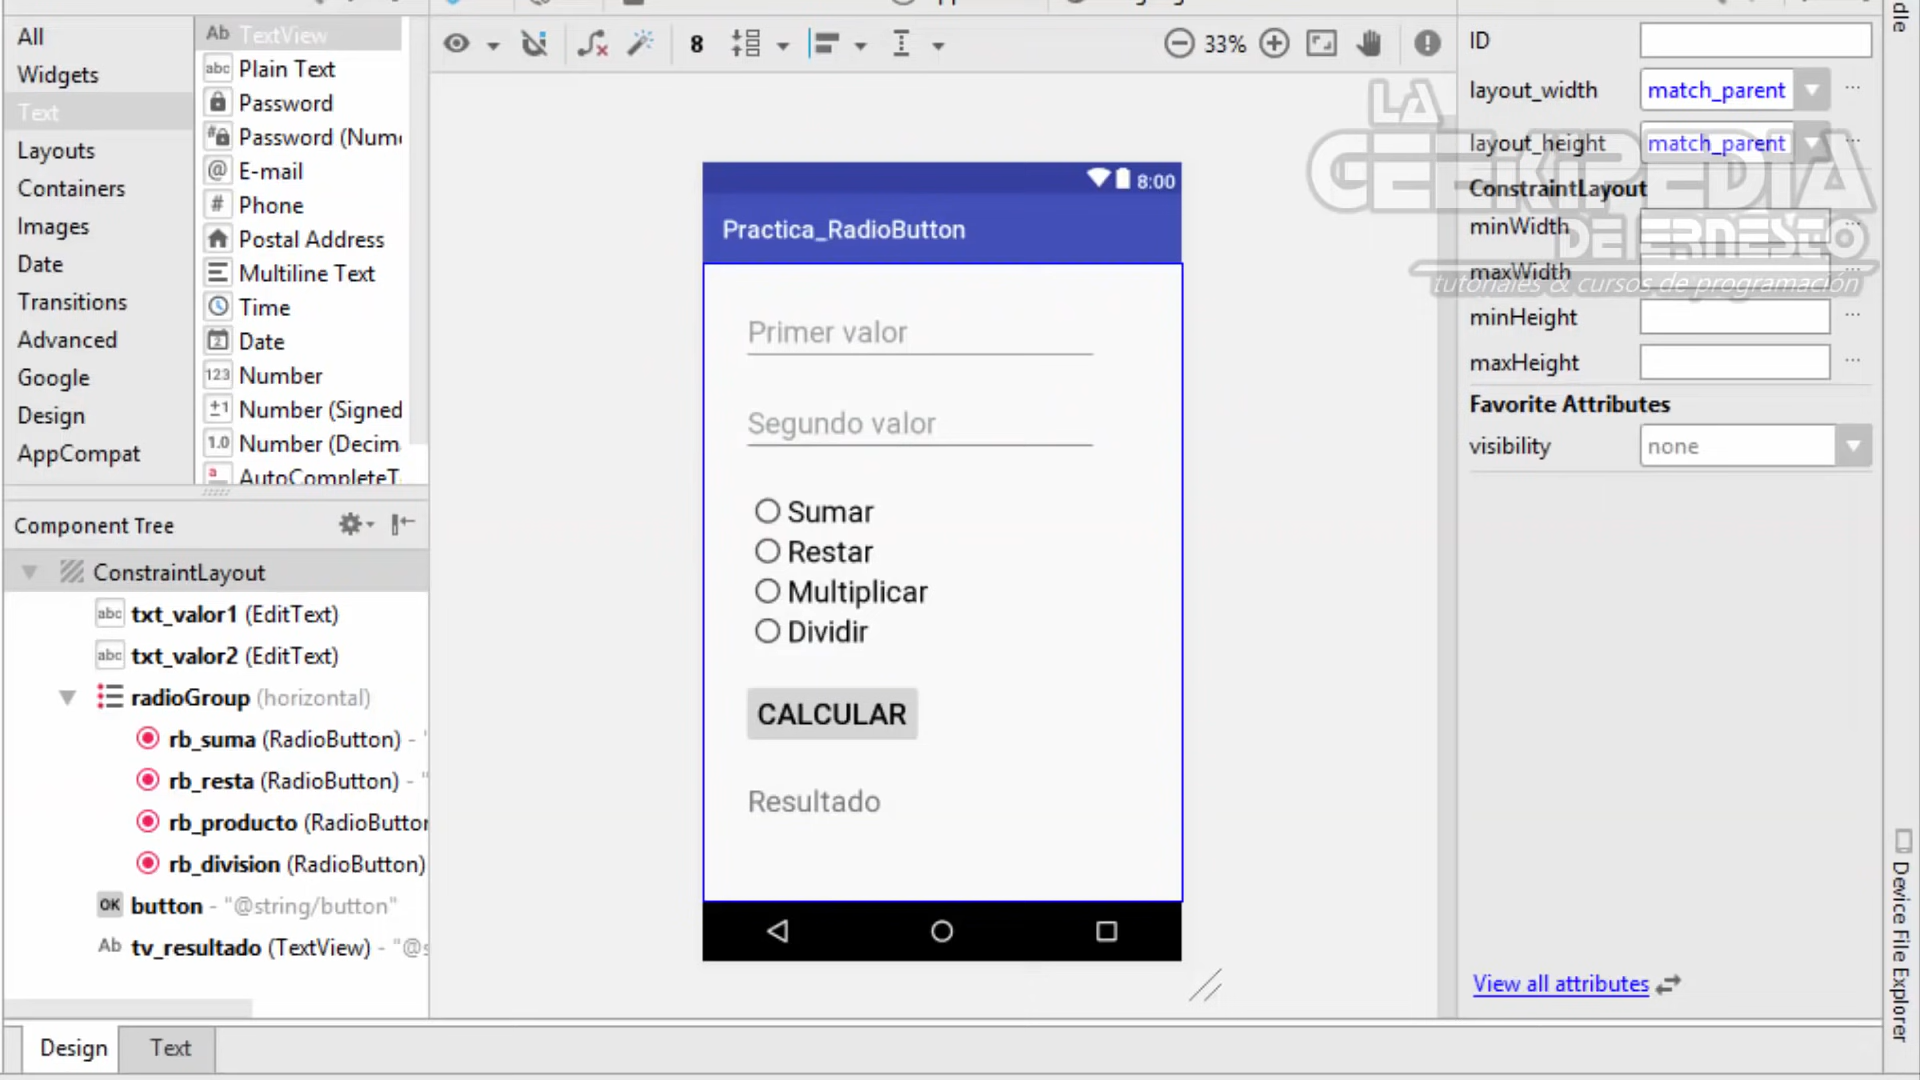 All
Widgets
Text
Layouts
Containers
Images
Date
Transitions
Advanced
Google
Design
AppCompat
Ab TextView
abc Plain Text
Password
Password (Num
@ E-mail
# Phone
Postal Address
Multiline Text
Time
2 Date
123 Number
±1 Number (Signed
1.0 Number (Decim
a AutoCompleteT
Component Tree
ConstraintLayout
abc txt_valor1 (EditText)
abc txt_valor2 (EditText)
radioGroup (horizontal)
rb_suma (RadioButton) - "
rb_resta (RadioButton) - "
rb_producto (RadioButton
rb_division (RadioButton)
OK button - "@string/button"
Ab tv_resultado (TextView) - "@s
Design Text
8
33%
8:00
Practica_RadioButton
Primer valor
Segundo valor
Sumar
Restar
Multiplicar
Dividir
CALCULAR
Resultado
ID
layout_width match_parent ...
layout_height match_parent ...
ConstraintLayout
minWidth ...
maxWidth ...
minHeight ...
maxHeight ...
Favorite Attributes
visibility none
View all attributes
LA
GEEKIPEDIA
DE ERNESTO
tutoriales & cursos de programación
Device File Explorer